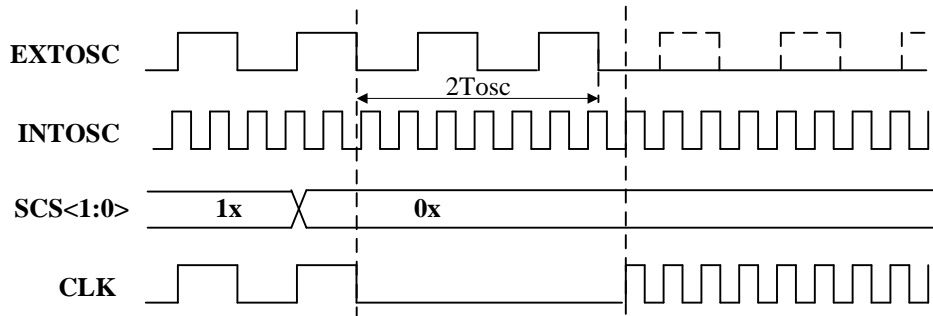 EXTOSC
2Tosc
INTOSC
SCS<1:0> 1x 0x
CLK